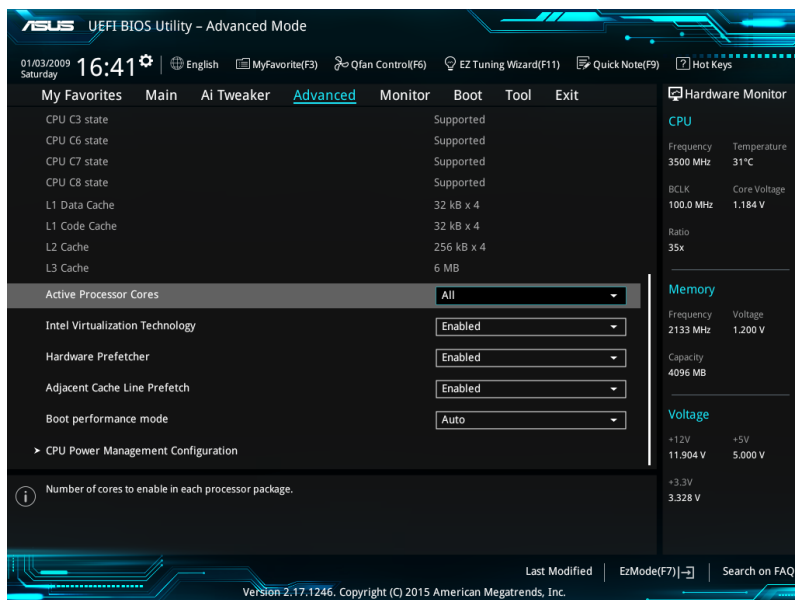 ASUS UEFI BIOS Utility – Advanced Mode
01/03/2009
Saturday
16:41
English
MyFavorite(F3)
Qfan Control(F6)
EZ Tuning Wizard(F11)
Quick Note(F9)
? Hot Keys
My Favorites Main Ai Tweaker Advanced Monitor Boot Tool Exit
CPU C3 state Supported
CPU C6 state Supported
CPU C7 state Supported
CPU C8 state Supported
L1 Data Cache 32 kB x 4
L1 Code Cache 32 kB x 4
L2 Cache 256 kB x 4
L3 Cache 6 MB
Active Processor Cores All
Intel Virtualization Technology Enabled
Hardware Prefetcher Enabled
Adjacent Cache Line Prefetch Enabled
Boot performance mode Auto
CPU Power Management Configuration
i Number of cores to enable in each processor package.
Hardware Monitor
CPU
Frequency Temperature
3500 MHz 31°C
BCLK Core Voltage
100.0 MHz 1.184 V
Ratio
35x
Memory
Frequency Voltage
2133 MHz 1.200 V
Capacity
4096 MB
Voltage
+12V +5V
11.904 V 5.000 V
+3.3V
3.328 V
Last Modified
EzMode(F7)
Search on FAQ
Version 2.17.1246. Copyright (C) 2015 American Megatrends, Inc.